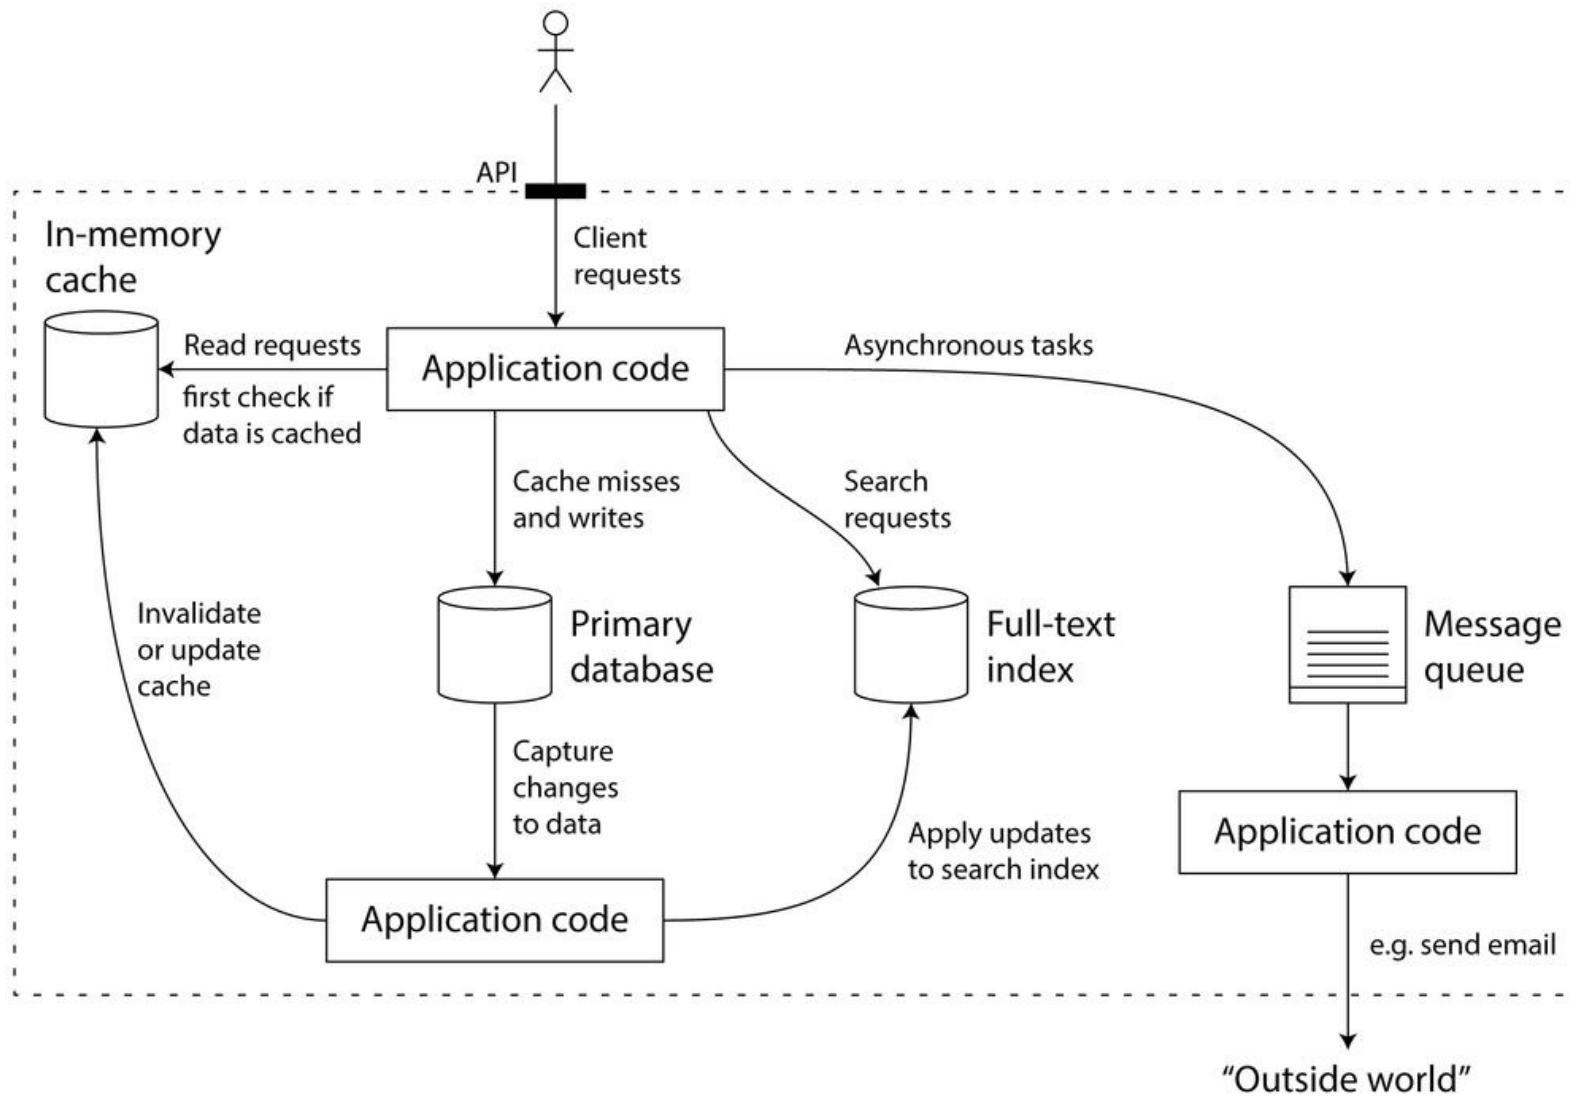 API
Client
requests
In-memory
cache
Read requests
first check if
data is cached
Application code
Asynchronous tasks
Cache misses
and writes
Search
requests
Invalidate
or update
cache
Primary
database
Full-text
index
Message
queue
Capture
changes
to data
Apply updates
to search index
Application code
Application code
e.g. send email
“Outside world”